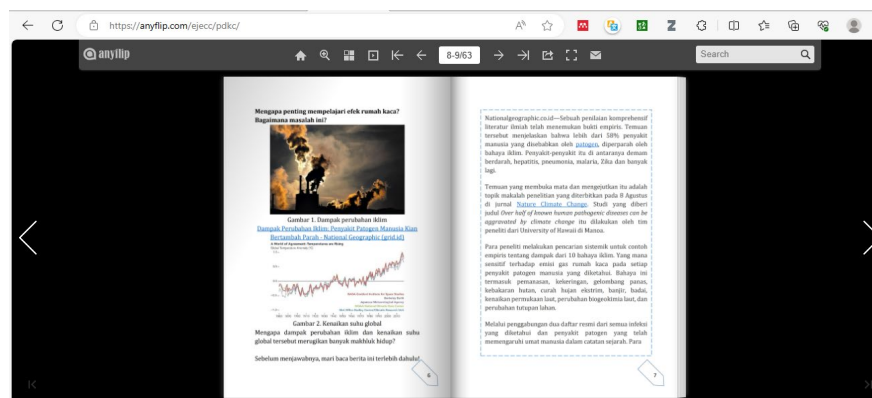 https://anyflip.com/ejecc/pdkc/
anyflip
8-9/63
Search
Mengapa penting mempelajari efek rumah kaca?
Bagaimana masalah ini?
Gambar 1. Dampak perubahan iklim
Dampak Perubahan Iklim: Penyakit Patogen Manusia Kian
Bertambah Parah - National Geographic (grid.id)
A World of Agreement: Temperatures are Rising
Gambar 2. Kenaikan suhu global
Mengapa dampak perubahan iklim dan kenaikan suhu
global tersebut merugikan banyak makhluk hidup?
Sebelum menjawabnya, mari baca berita ini terlebih dahulu!
6
Nationalgeographic.co.id—Sebuah penilaian komprehensif
literatur ilmiah telah menemukan bukti empiris. Temuan
tersebut menjelaskan bahwa lebih dari 58% penyakit
manusia yang disebabkan oleh patogen, diperparah oleh
bahaya iklim. Penyakit-penyakit itu di antaranya demam
berdarah, hepatitis, pneumonia, malaria, Zika dan banyak
lagi.
Temuan yang membuka mata dan mengejutkan itu adalah
topik makalah penelitian yang diterbitkan pada 8 Agustus
di jurnal Nature Climate Change. Studi yang diberi
judul Over half of known human pathogenic diseases can be
aggravated by climate change itu dilakukan oleh tim
peneliti dari University of Hawaii di Manoa.
Para peneliti melakukan pencarian sistemik untuk contoh
empiris tentang dampak dari 10 bahaya iklim. Yang mana
sensitif terhadap emisi gas rumah kaca pada setiap
penyakit patogen manusia yang diketahui. Bahaya ini
termasuk pemanasan, kekeringan, gelombang panas,
kebakaran hutan, curah hujan ekstrim, banjir, badai,
kenaikan permukaan laut, perubahan biogeokimia laut, dan
perubahan tutupan lahan.
Melalui penggabungan dua daftar resmi dari semua infeksi
yang diketahui dan penyakit patogen yang telah
memengaruhi umat manusia dalam catatan sejarah. Para
7